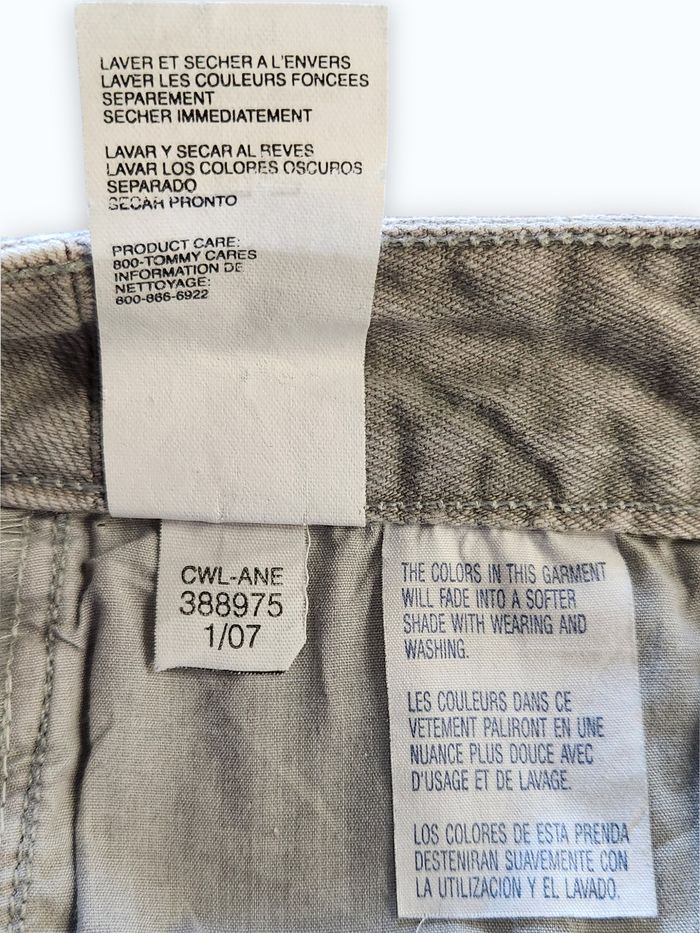 LAVER ET SECHER A L'ENVERS
LAVER LES COULEURS FONCEES
SEPAREMENT
SECHER IMMEDIATEMENT
LAVAR Y SECAR AL REVES
LAVAR LOS COLORES OSCUROS
SEPARADO
SECAR PRONTO
PRODUCT CARE:
800-TOMMY CARES
INFORMATION DE
NETTOYAGE:
800-866-6922
CWL-ANE
388975
1/07
THE COLORS IN THIS GARMENT
WILL FADE INTO A SOFTER
SHADE WITH WEARING AND
WASHING.
LES COULEURS DANS CE
VETEMENT PALIRONT EN UNE
NUANCE PLUS DOUCE AVEC
D'USAGE ET DE LAVAGE.
LOS COLORES DE ESTA PRENDA
DESTENIRAN SUAVEMENTE CON
LA UTILIZACION Y EL LAVADO.